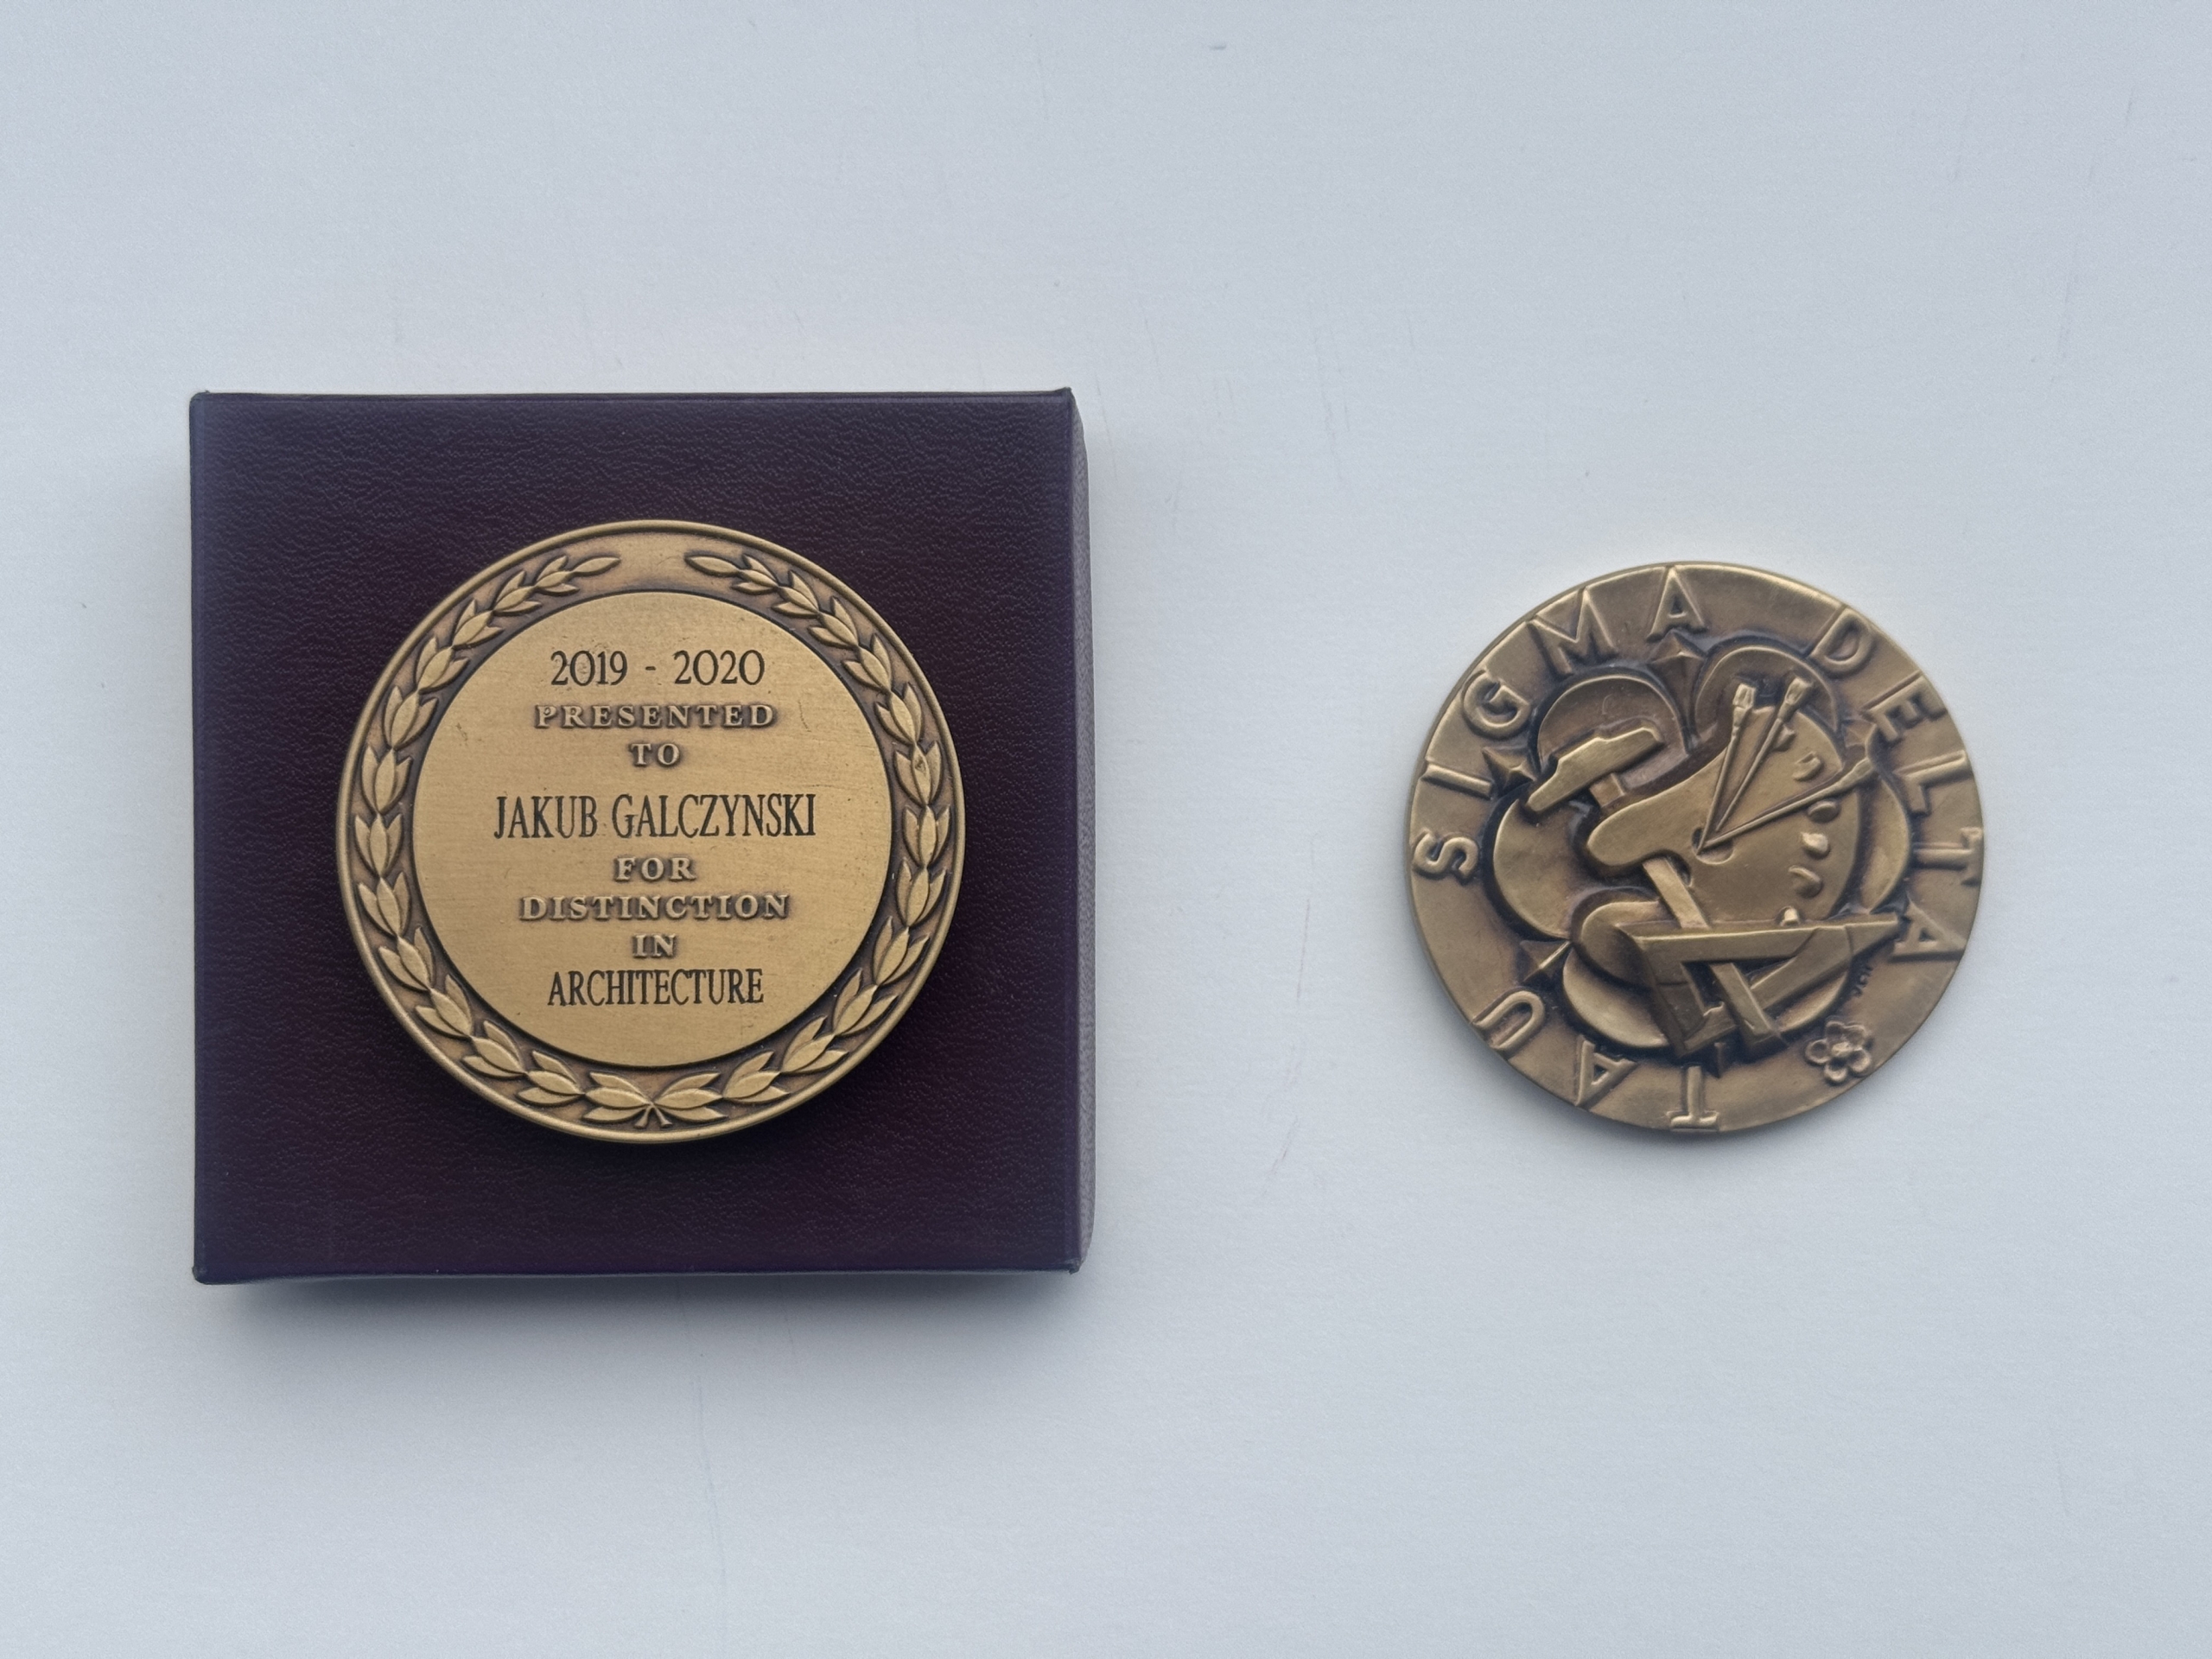 2019 - 2020
PRESENTED
TO
JAKUB GALCZYNSKI
FOR
DISTINCTION
IN
ARCHITECTURE
TAU SIGMA DELTA